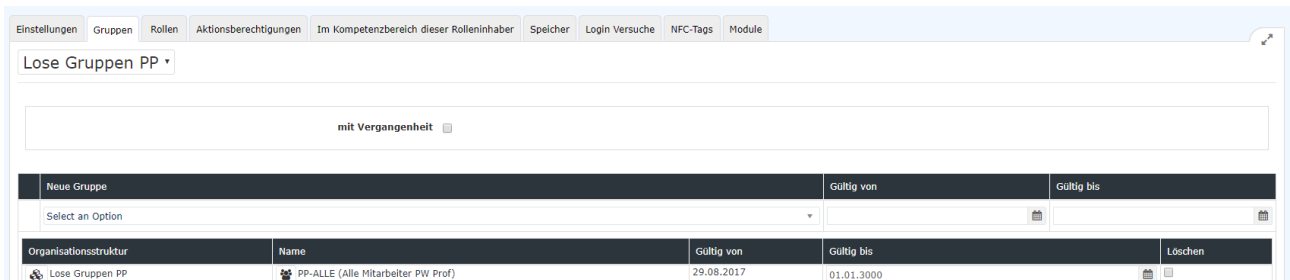 Einstellungen Gruppen Rollen Aktionsberechtigungen Im Kompetenzbereich dieser Rolleninhaber Speicher Login Versuche NFC-Tags Module
Lose Gruppen PP
mit Vergangenheit
Neue Gruppe Gültig von Gültig bis
Select an Option
Organisationsstruktur Name Gültig von Gültig bis Löschen
Lose Gruppen PP PP-ALLE (Alle Mitarbeiter PW Prof) 29.08.2017 01.01.3000